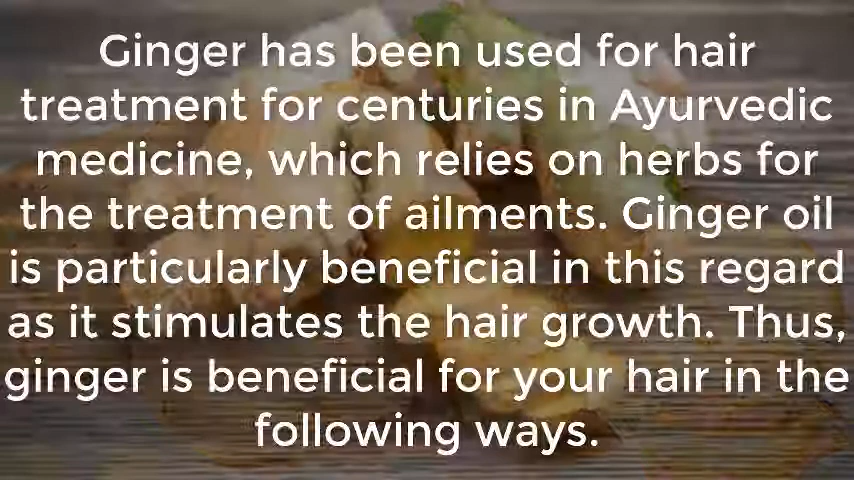 Ginger has been used for hair
treatment for centuries in Ayurvedic
medicine, which relies on herbs for
the treatment of ailments. Ginger oil
is particularly beneficial in this regard
as it stimulates the hair growth. Thus,
ginger is beneficial for your hair in the
following ways.